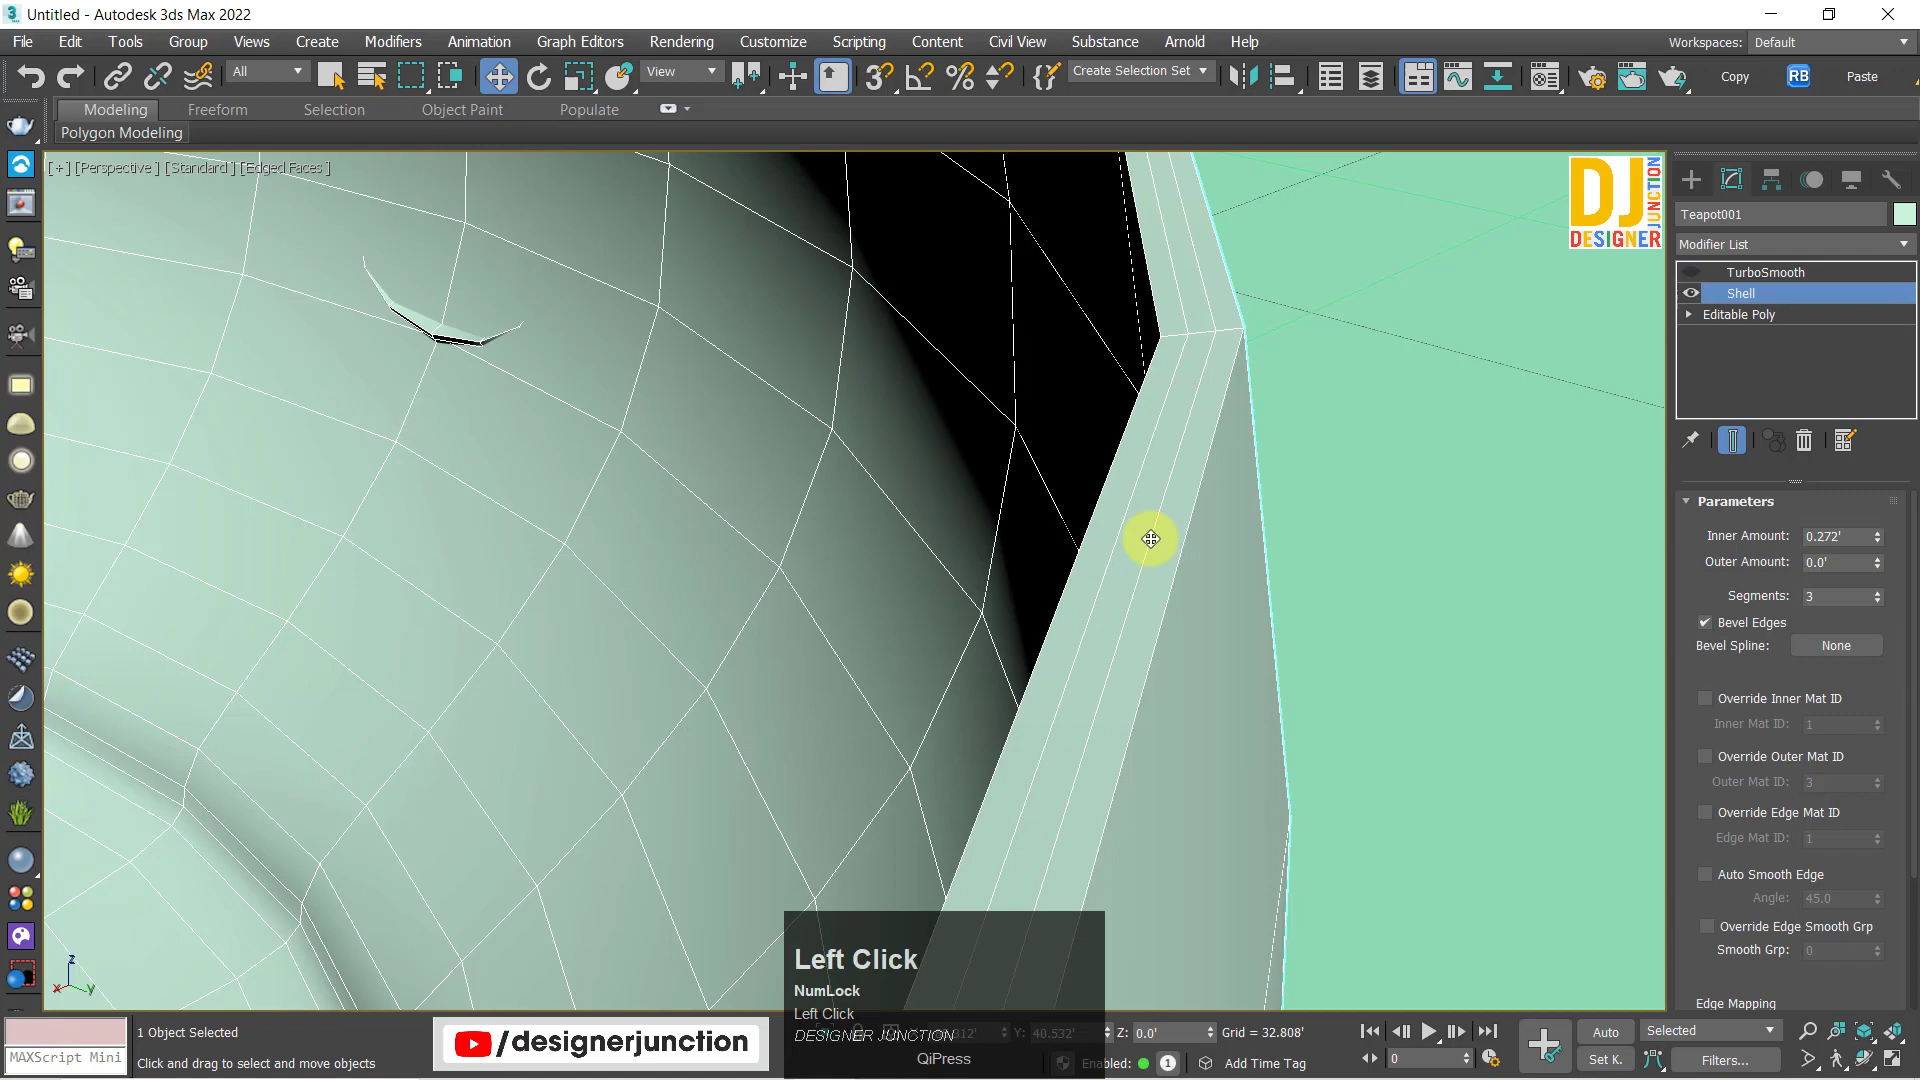 Untitled - Autodesk 3ds Max 2022
File Edit Tools Group Views Create Modifiers Animation Graph Editors Rendering Customize Scripting Content Civil View Substance Arnold Help
Workspaces: Default
All View Create Selection Set Copy RB Paste
Modeling Freeform Selection Object Paint Populate
Polygon Modeling
[ + ] [Perspective ] [Standard ] [Edged Faces ]
DJ
DESIGNER
JUNCTION
Teapot001
Modifier List
TurboSmooth
Shell
Editable Poly
Parameters
Inner Amount: 0.272'
Outer Amount: 0.0'
Segments: 3
Bevel Edges
Bevel Spline: None
Override Inner Mat ID
Inner Mat ID: 1
Override Outer Mat ID
Outer Mat ID: 3
Override Edge Mat ID
Edge Mat ID: 1
Auto Smooth Edge
Angle: 45.0
Override Edge Smooth Grp
Smooth Grp: 0
Edge Mapping
z
x
y
Left Click
NumLock
Left Click
DESIGNER JUNCTION
QiPress
MAXScript Mini
1 Object Selected
Click and drag to select and move objects
/designerjunction
Y: 40.532' Z: 0.0' Grid = 32.808'
Enabled: 1 Add Time Tag
Auto Selected
Set K. Filters...
0